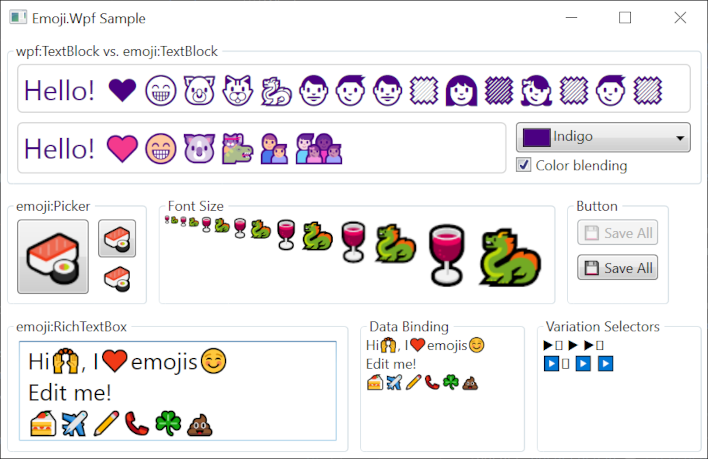 Emoji.Wpf Sample
wpf:TextBlock vs. emoji:TextBlock
Hello!
Hello!
Indigo
Color blending
emoji:Picker
Font Size
Button
Save All
Save All
emoji:RichTextBox
Hi🙌, I❤️emojis😊
Edit me!
🍰✈️✏️📞☘️💩
Data Binding
Hi🙌, I❤️emojis😊
Edit me!
🍰✈️✏️📞☘️💩
Variation Selectors